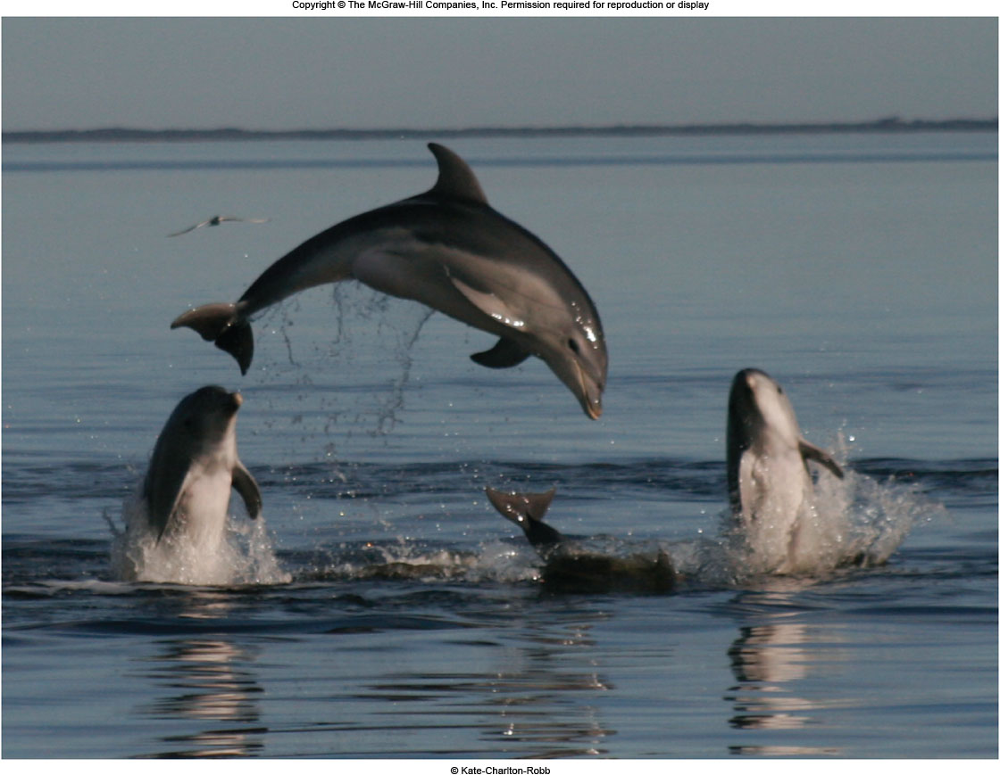 Copyright © The McGraw-Hill Companies, Inc. Permission required for reproduction or display
© Kate-Charlton-Robb